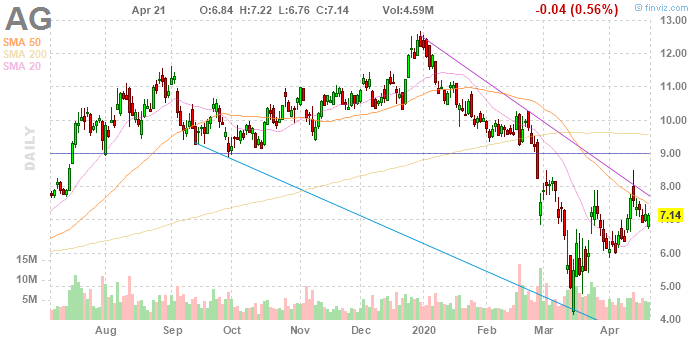 AG
Apr 21 O:6.84 H:7.22 L:6.76 C:7.14 Vol:4.59M -0.04 (0.56%)
© finviz.com
SMA 50
SMA 200
SMA 20
DAILY
13.00
12.00
11.00
10.00
9.00
8.00
7.14
6.00
5.00
4.00
15M
10M
5M
Aug Sep Oct Nov Dec 2020 Feb Mar Apr